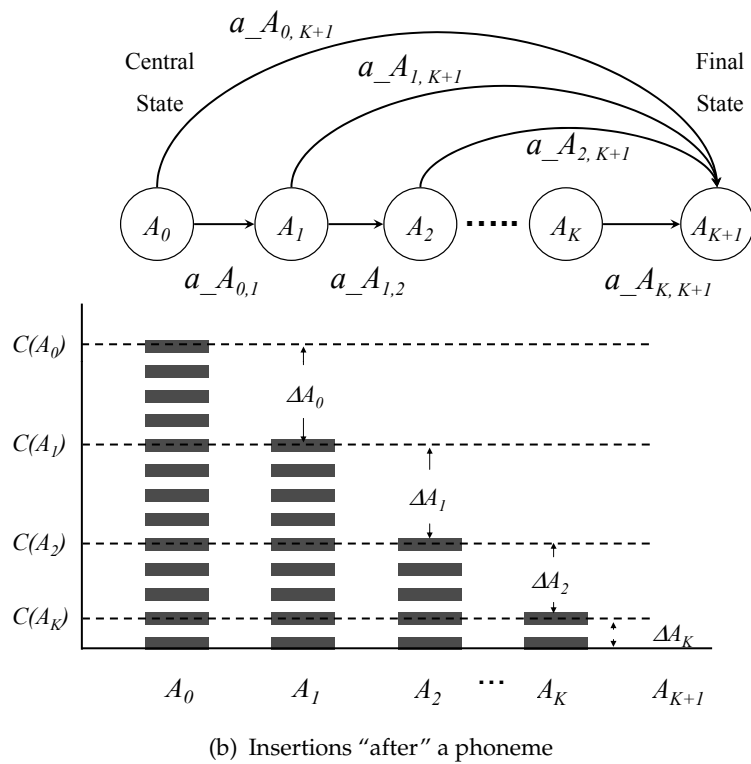 a_A0, K+1
Central State
a_A1, K+1
Final State
a_A2, K+1
A0 A1 A2 ..... AK AK+1
a_A0,1 a_A1,2 a_AK, K+1
C(A0)
ΔA0
C(A1)
ΔA1
C(A2)
ΔA2
C(AK)
ΔAK
A0 A1 A2 ... AK AK+1
(b) Insertions “after” a phoneme